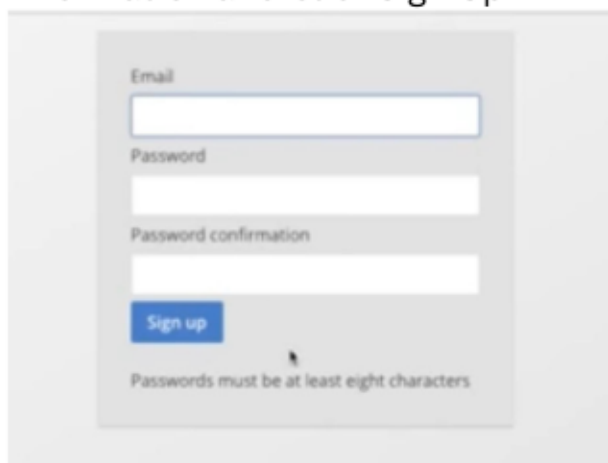 Email
Password
Password confirmation
Sign up
Passwords must be at least eight characters